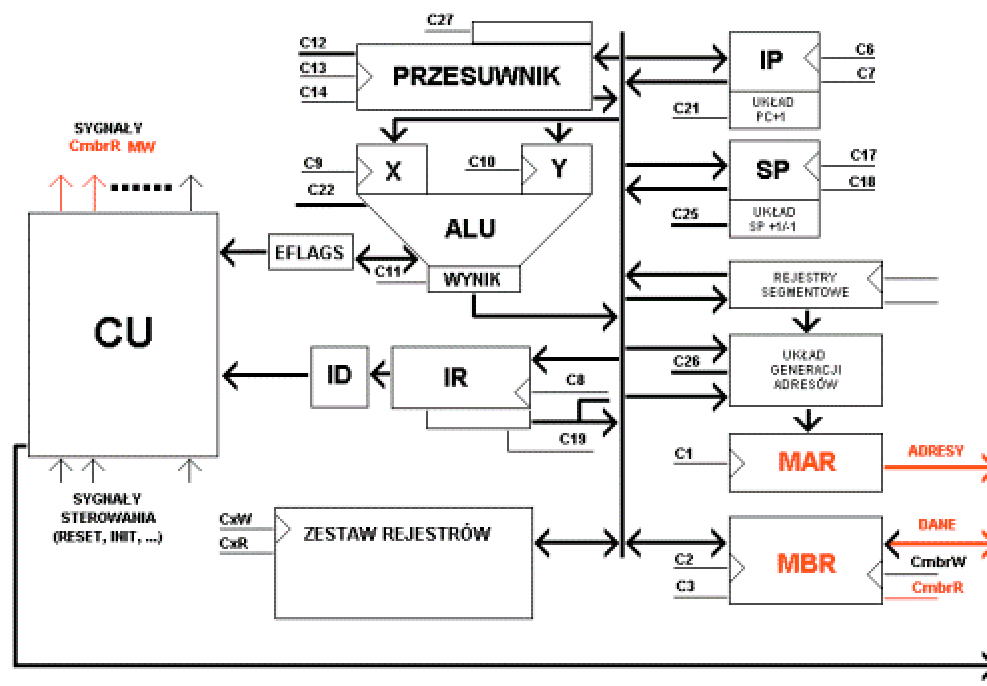 C27
C12
C13
C14
PRZESUWNIK
IP
C6
C7
C21
UKŁAD
PC+1
SYGNAŁY
CmbrR MW
C9
X
C10
Y
C22
ALU
SP
C17
C18
C25
UKŁAD
SP +1/-1
EFLAGS
C11
WYNIK
REJESTRY
SEGMENTOWE
CU
ID
IR
C8
C19
C26
UKŁAD
GENERACJI
ADRESÓW
C1
MAR
ADRESY
SYGNAŁY
STEROWANIA
(RESET, INIT, ...)
CxW
CxR
ZESTAW REJESTRÓW
C2
C3
MBR
DANE
CmbrW
CmbrR